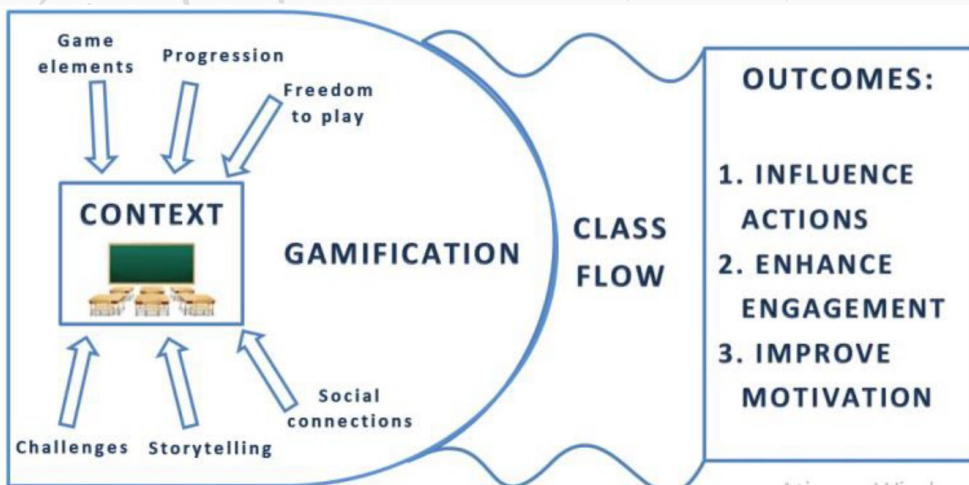 Game
elements
Progression
Freedom
to play
CONTEXT
GAMIFICATION
Challenges
Storytelling
Social
connections
CLASS
FLOW
OUTCOMES:
1. INFLUENCE
ACTIONS
2. ENHANCE
ENGAGEMENT
3. IMPROVE
MOTIVATION